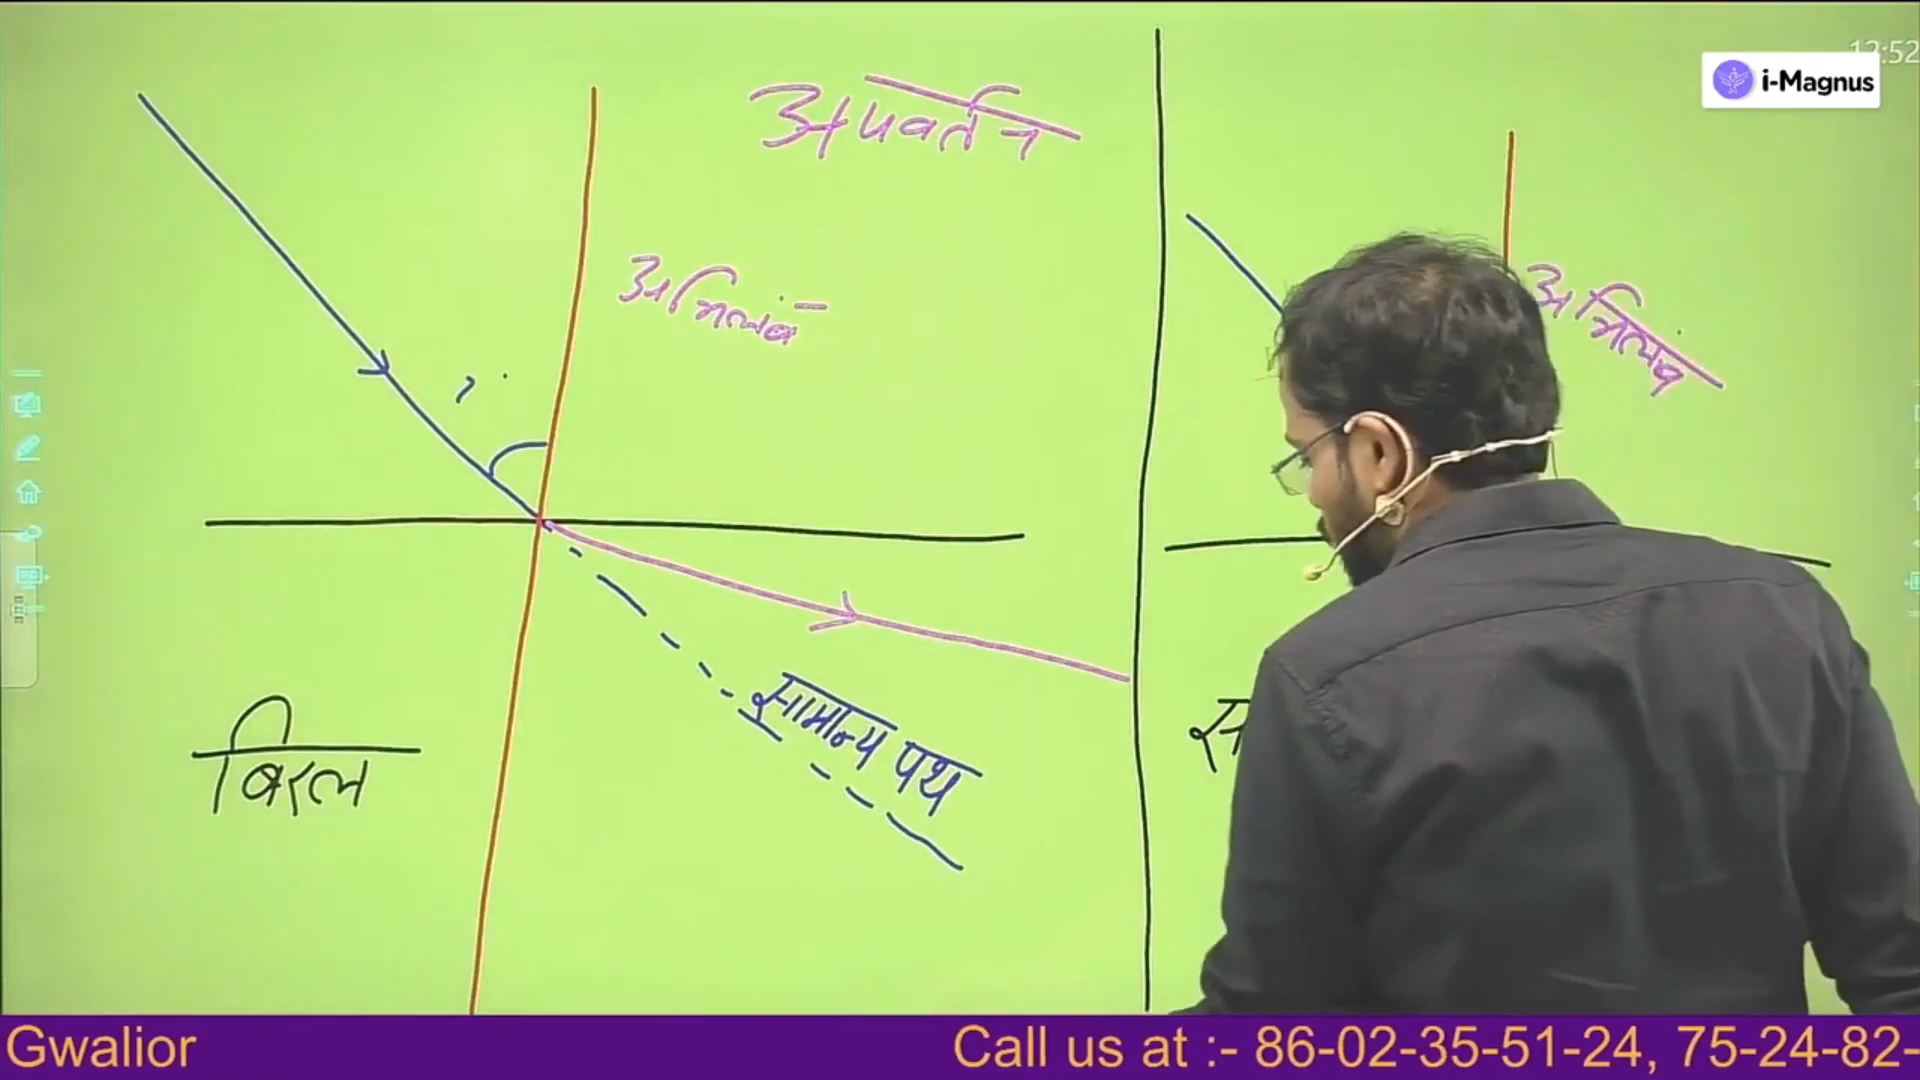 12:52
i-Magnus
अपवर्तन
अभिलंब
अभिलंब
i
सामान्य पथ
विरल
स
Gwalior
Call us at :- 86-02-35-51-24, 75-24-82-